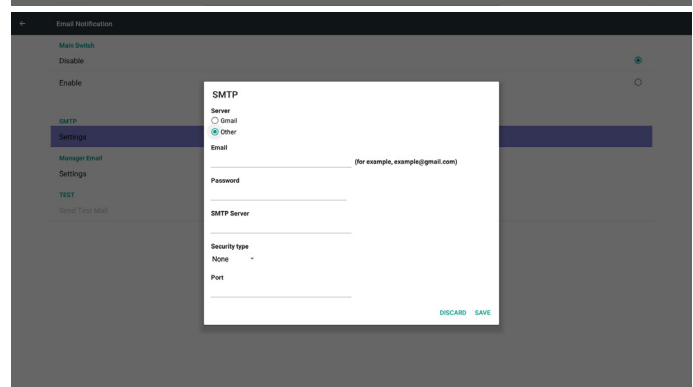 Email Notification
Main Switch
Disable
Enable
SMTP
Settings
Manager Email
Settings
TEST
Send Test Mail
SMTP
Server
Gmail
Other
Email
(for example, example@gmail.com)
Password
SMTP Server
Security type
None
Port
DISCARD SAVE